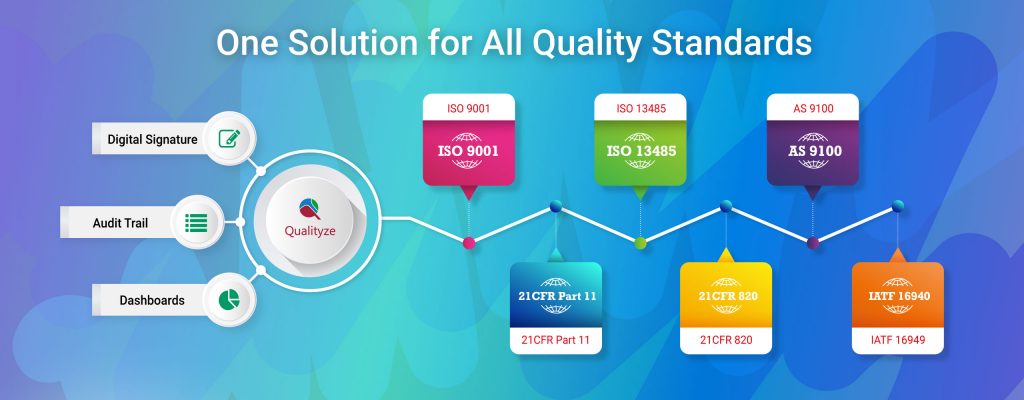 One Solution for All Quality Standards
Digital Signature
Audit Trail
Dashboards
Qualityze
ISO 9001
ISO 9001
21CFR Part 11
21CFR Part 11
ISO 13485
ISO 13485
21CFR 820
21CFR 820
AS 9100
AS 9100
IATF 16940
IATF 16949